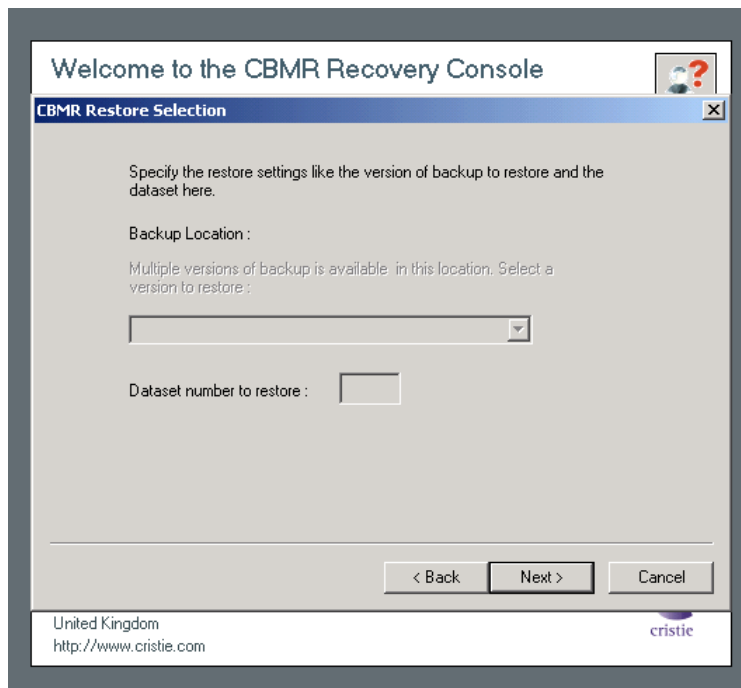 Welcome to the CBMR Recovery Console
?
CBMR Restore Selection
Specify the restore settings like the version of backup to restore and the
dataset here.
Backup Location :
Multiple versions of backup is available in this location. Select a
version to restore :
Dataset number to restore :
< Back
Next >
Cancel
United Kingdom
http://www.cristie.com
cristie